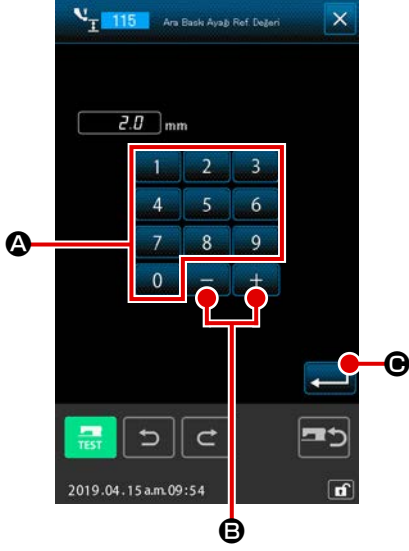 115 Ara Baskı Ayağı Ref. Değeri
2.0 mm
1 2 3
4 5 6
A
7 8 9
0 − +
C
TEST
2019.04.15 a.m.09:54
B